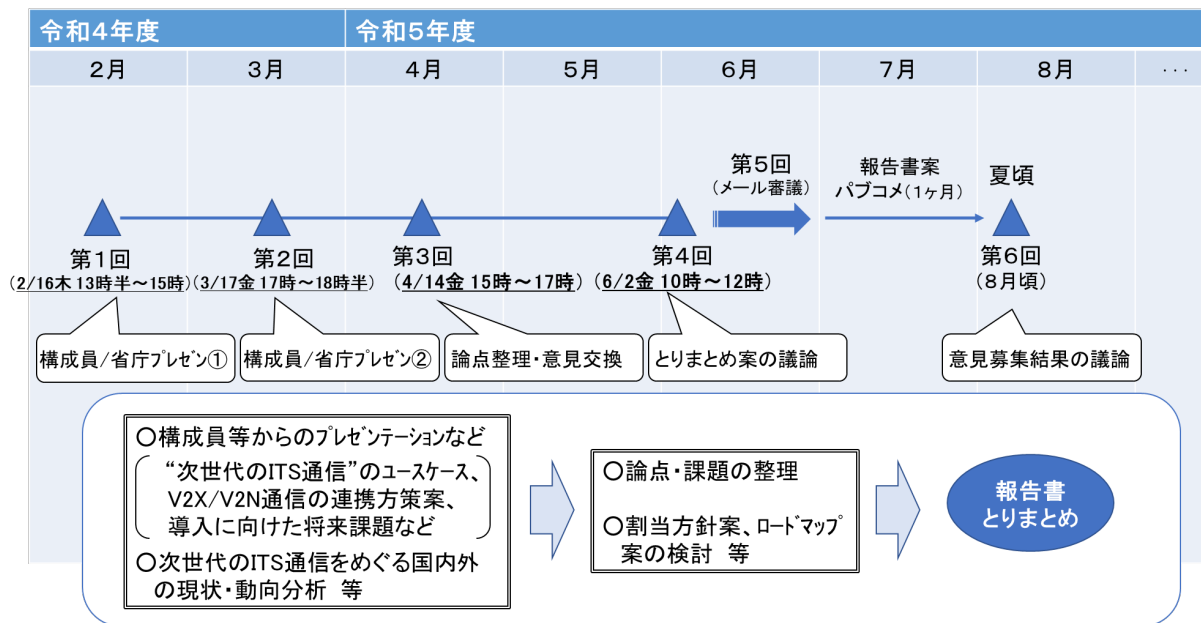 令和4年度
令和5年度
2月
3月
4月
5月
6月
7月
8月
･･･
第5回
(メール審議)
報告書案
パブコメ(1ヶ月)
夏頃
第1回
(2/16木 13時半～15時)
第2回
(3/17金 17時～18時半)
第3回
(4/14金 15時～17時)
第4回
(6/2金 10時～12時)
第6回
(8月頃)
構成員/省庁ﾌﾟﾚｾﾞﾝ①
構成員/省庁ﾌﾟﾚｾﾞﾝ②
論点整理・意見交換
とりまとめ案の議論
意見募集結果の議論
○構成員等からのﾌﾟﾚｾﾞﾝﾃｰｼｮﾝなど
“次世代のITS通信”のユースケース、
V2X/V2N通信の連携方策案、
導入に向けた将来課題など
○次世代のITS通信をめぐる国内外
の現状・動向分析 等
○論点・課題の整理
○割当方針案、ﾛｰﾄﾞﾏｯﾌﾟ
案の検討 等
報告書
とりまとめ